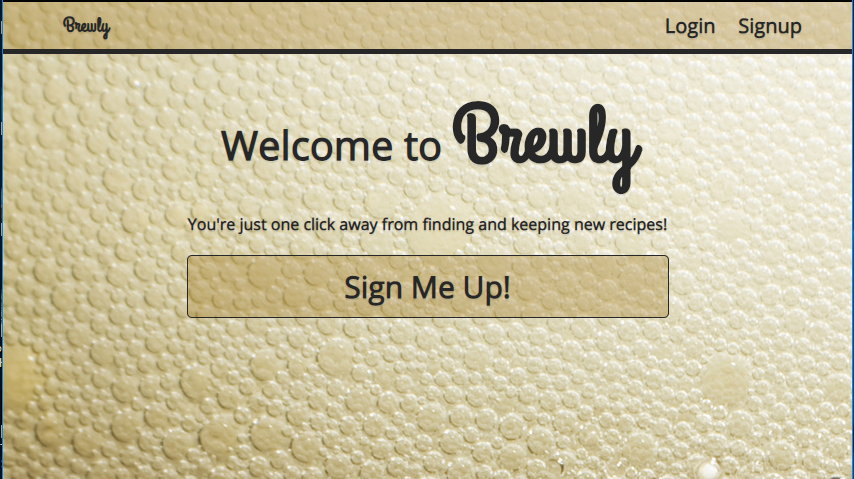 Brewly Login Signup
Welcome to Brewly
You're just one click away from finding and keeping new recipes!
Sign Me Up!